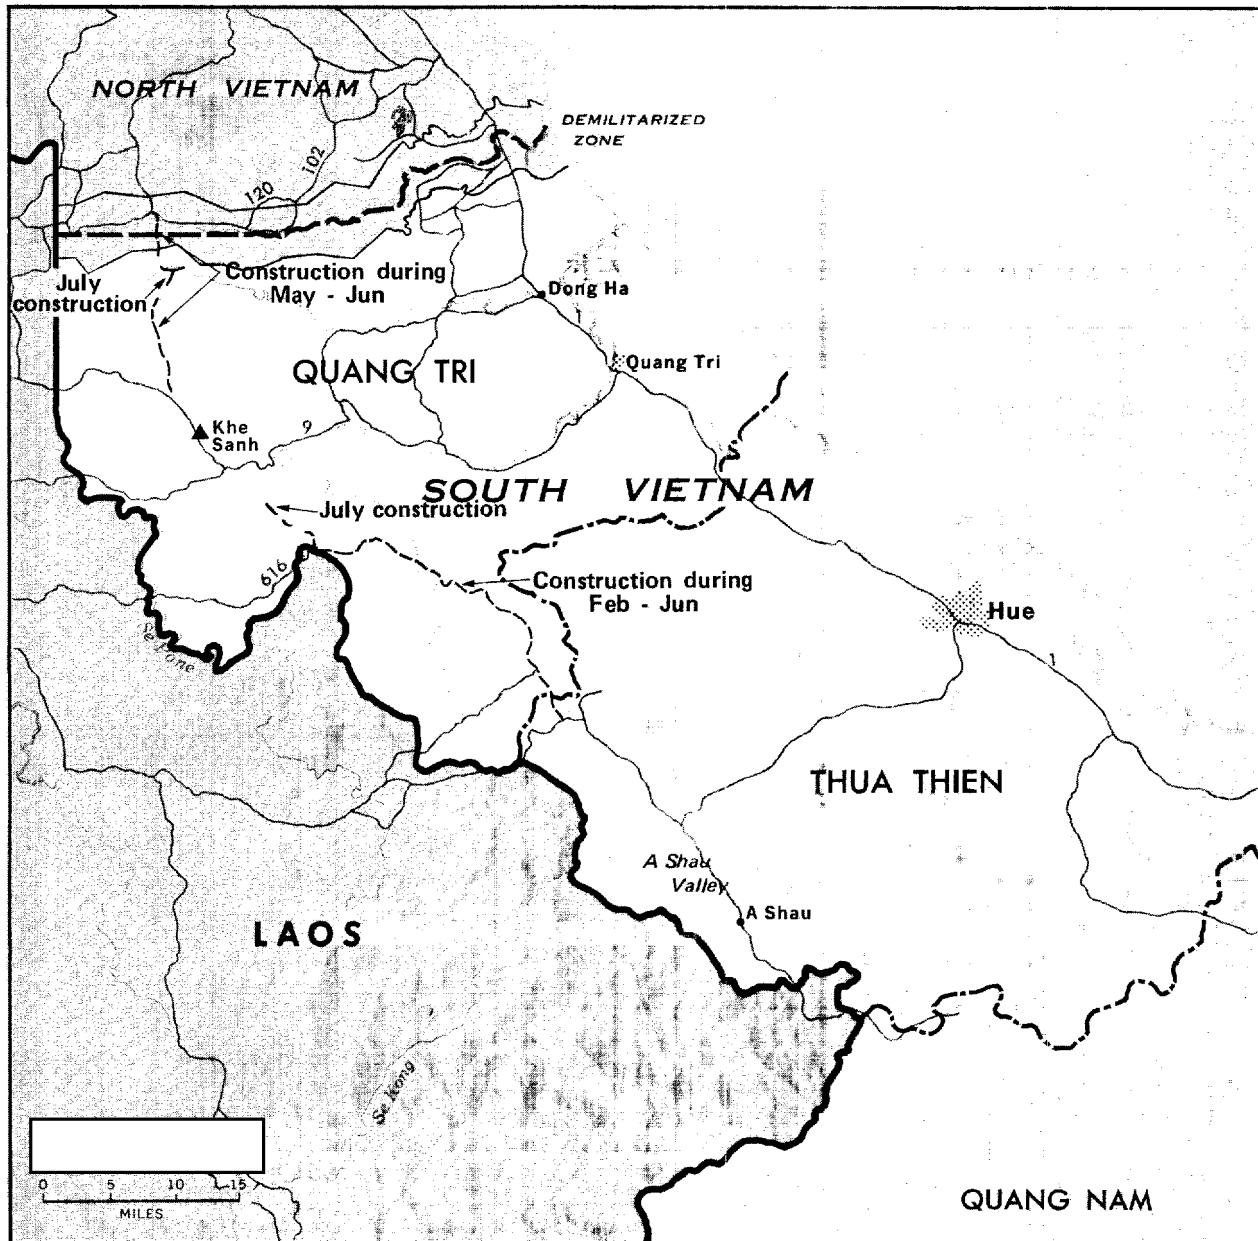 NORTH VIETNAM
DEMILITARIZED
ZONE
102
120
July
construction
Construction during
May - Jun
Dong Ha
Quang Tri
QUANG TRI
Khe
Sanh
9
SOUTH VIETNAM
July construction
616
Construction during
Feb - Jun
Hue
1
Se Pone
THUA THIEN
A Shau
Valley
A Shau
LAOS
Se Kong
0 5 10 15
MILES
QUANG NAM